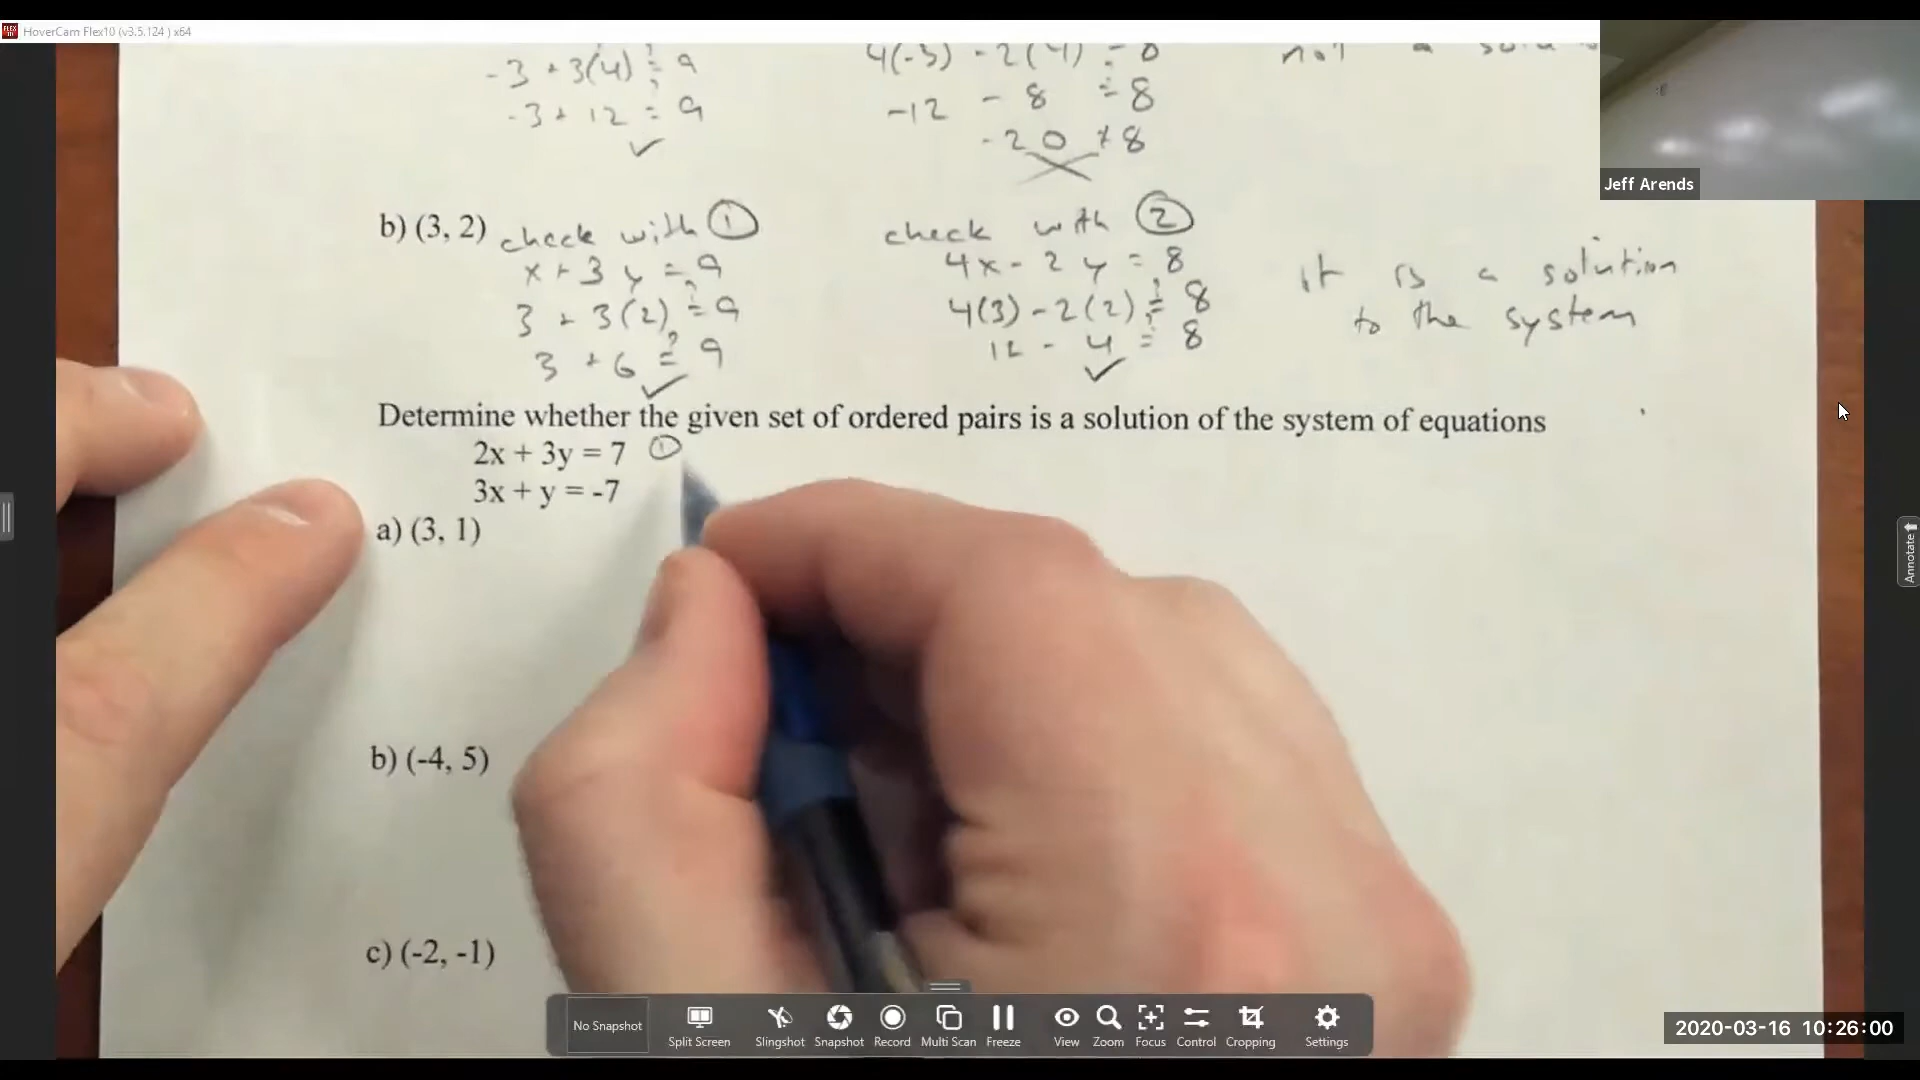 HoverCam Flex10 (v3.5.124 ) x64
-3 + 3(4) ?= 9
4(-3) - 2(4) = 8
not a
-3 + 12 ?= 9
✓
-12 - 8 ?= 8
-20 ≠ 8
Jeff Arends
b) (3, 2) check with ①
x + 3y = 9
3 + 3(2) ?= 9
3 + 6 ?= 9
✓
check with ②
4x - 2y = 8
4(3) - 2(2) ?= 8
12 - 4 ?= 8
✓
it is a solution
to the system
Determine whether the given set of ordered pairs is a solution of the system of equations
2x + 3y = 7 ①
3x + y = -7
a) (3, 1)
b) (-4, 5)
c) (-2, -1)
Annotate
No Snapshot
Split Screen
Slingshot
Snapshot
Record
Multi Scan
Freeze
View
Zoom
Focus
Control
Cropping
Settings
2020-03-16 10:26:00